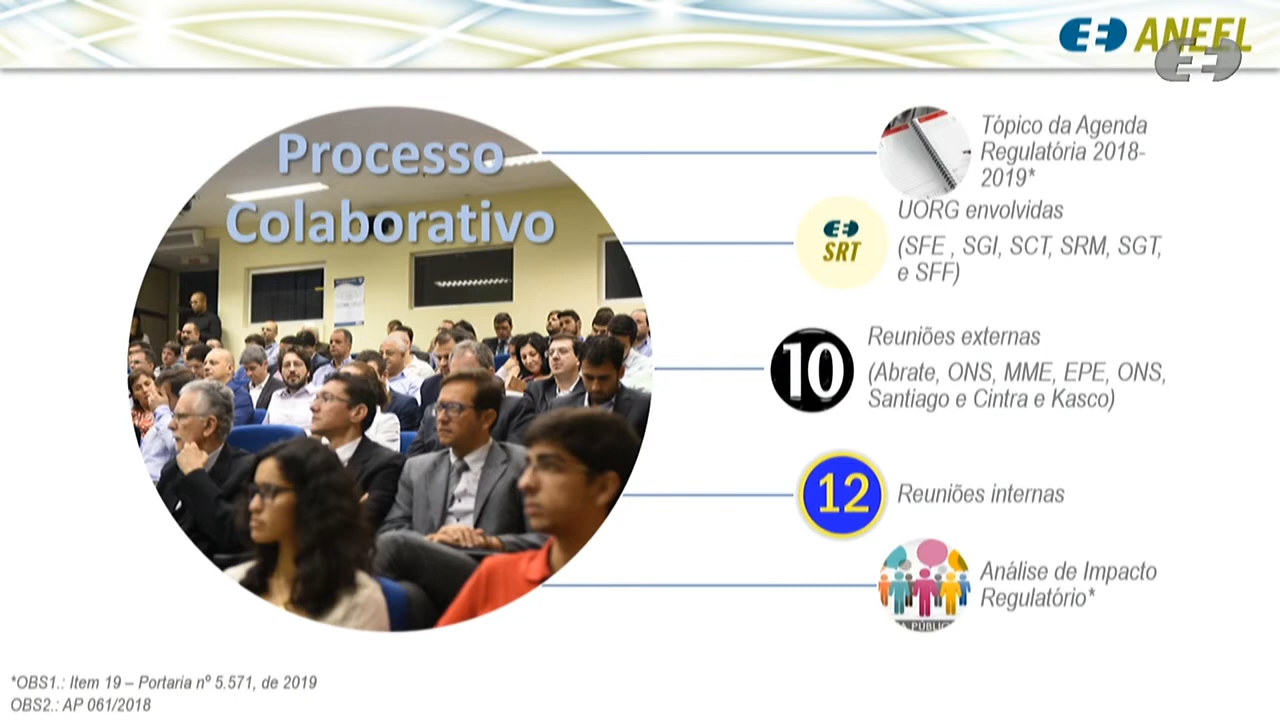 ANEEL
Processo
Colaborativo
Tópico da Agenda
Regulatória 2018-
2019*
SRT
UORG envolvidas
(SFE , SGI, SCT, SRM, SGT,
e SFF)
10
Reuniões externas
(Abrate, ONS, MME, EPE, ONS,
Santiago e Cintra e Kasco)
12
Reuniões internas
Análise de Impacto
Regulatório*
*OBS1.: Item 19 – Portaria nº 5.571, de 2019
OBS2.: AP 061/2018